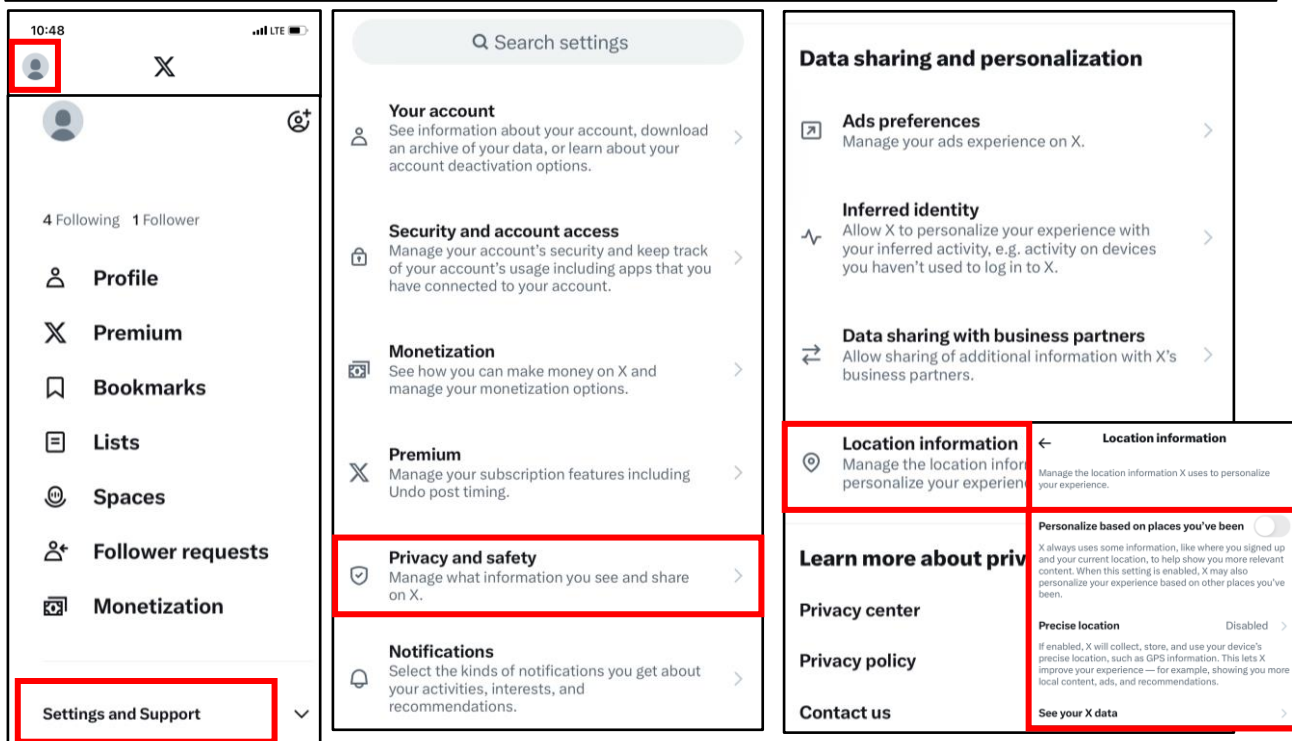 10:48
LTE
X
4 Following 1 Follower
Profile
Premium
Bookmarks
Lists
Spaces
Follower requests
Monetization
Settings and Support
Search settings
Your account
See information about your account, download
an archive of your data, or learn about your
account deactivation options.
Security and account access
Manage your account's security and keep track
of your account's usage including apps that you
have connected to your account.
Monetization
See how you can make money on X and
manage your monetization options.
Premium
Manage your subscription features including
Undo post timing.
Privacy and safety
Manage what information you see and share
on X.
Notifications
Select the kinds of notifications you get about
your activities, interests, and
recommendations.
Data sharing and personalization
Ads preferences
Manage your ads experience on X.
Inferred identity
Allow X to personalize your experience with
your inferred activity, e.g. activity on devices
you haven't used to log in to X.
Data sharing with business partners
Allow sharing of additional information with X's
business partners.
Location information
Manage the location infor
personalize your experien
Learn more about priv
Privacy center
Privacy policy
Contact us
Location information
Manage the location information X uses to personalize
your experience.
Personalize based on places you've been
X always uses some information, like where you signed up
and your current location, to help show you more relevant
content. When this setting is enabled, X may also
personalize your experience based on other places you've
been.
Precise location Disabled
If enabled, X will collect, store, and use your device's
precise location, such as GPS information. This lets X
improve your experience — for example, showing you more
local content, ads, and recommendations.
See your X data